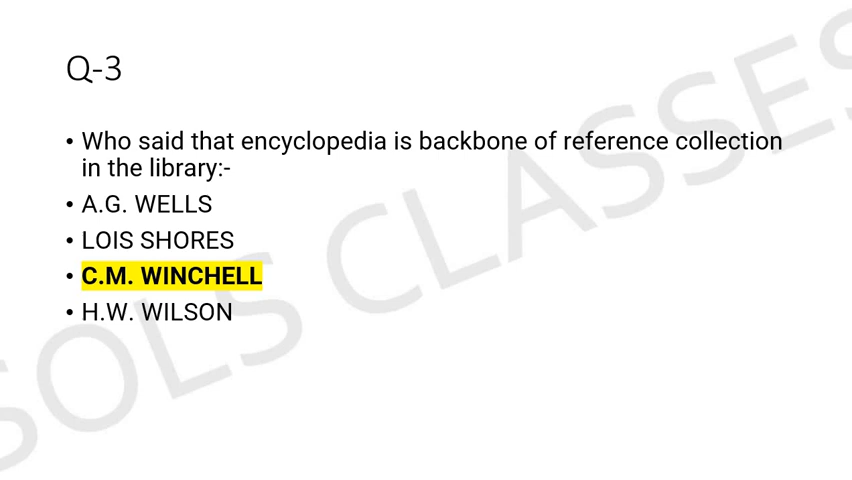 Q-3
• Who said that encyclopedia is backbone of reference collection
in the library:-
• A.G. WELLS
• LOIS SHORES
• C.M. WINCHELL
• H.W. WILSON
SOLS CLASSES